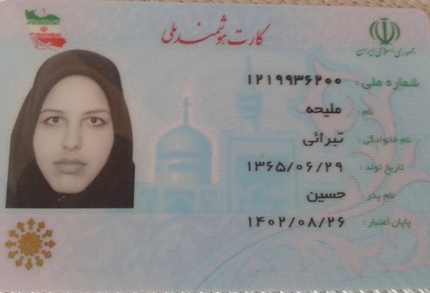 جمهوری اسلامی ایران
کارت هوشمند ملی
شماره ملی: ۱۲۱۹۹۳۶۲۰۰
نام: ملیحه
نام خانوادگی: تیرائی
تاریخ تولد: ۱۳۶۵/۰۶/۲۹
نام پدر: حسین
پایان اعتبار: ۱۴۰۲/۰۸/۲۶